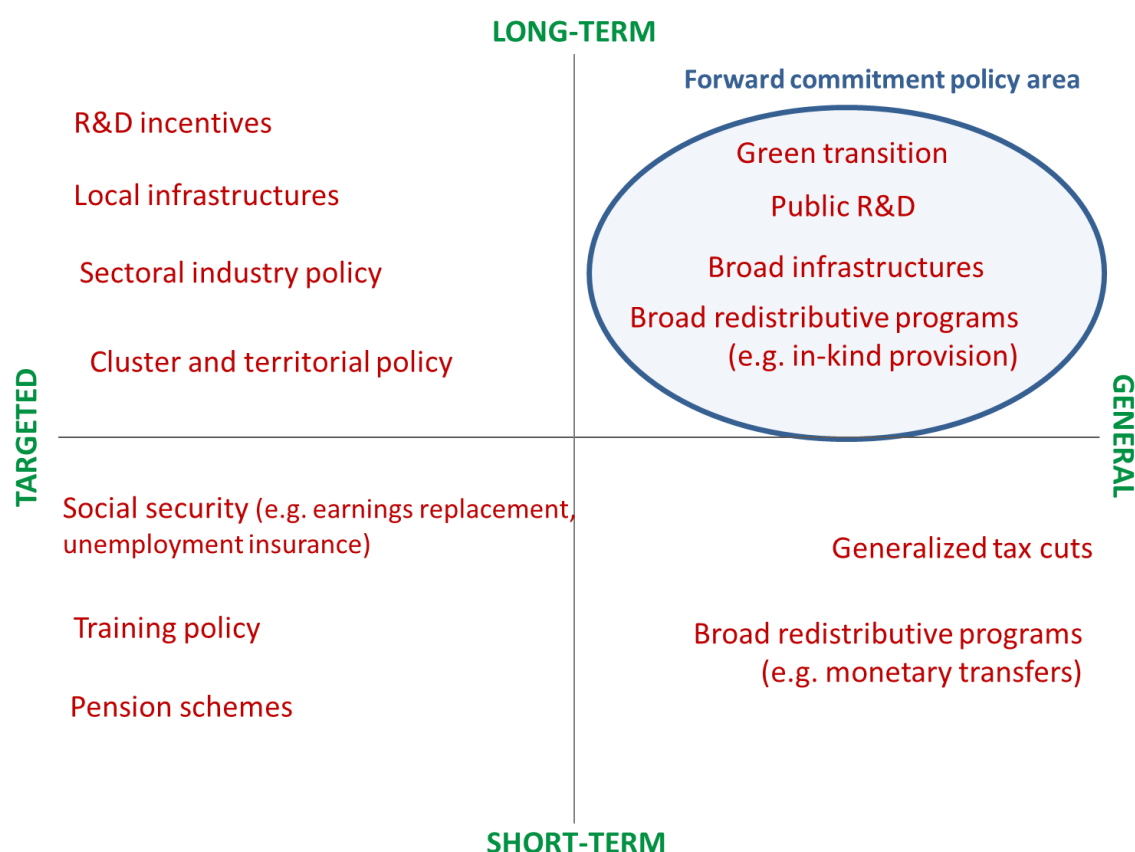 LONG-TERM
Forward commitment policy area
R&D incentives
Local infrastructures
Sectoral industry policy
Cluster and territorial policy
Green transition
Public R&D
Broad infrastructures
Broad redistributive programs
(e.g. in-kind provision)
TARGETED
GENERAL
Social security (e.g. earnings replacement,
unemployment insurance)
Training policy
Pension schemes
Generalized tax cuts
Broad redistributive programs
(e.g. monetary transfers)
SHORT-TERM